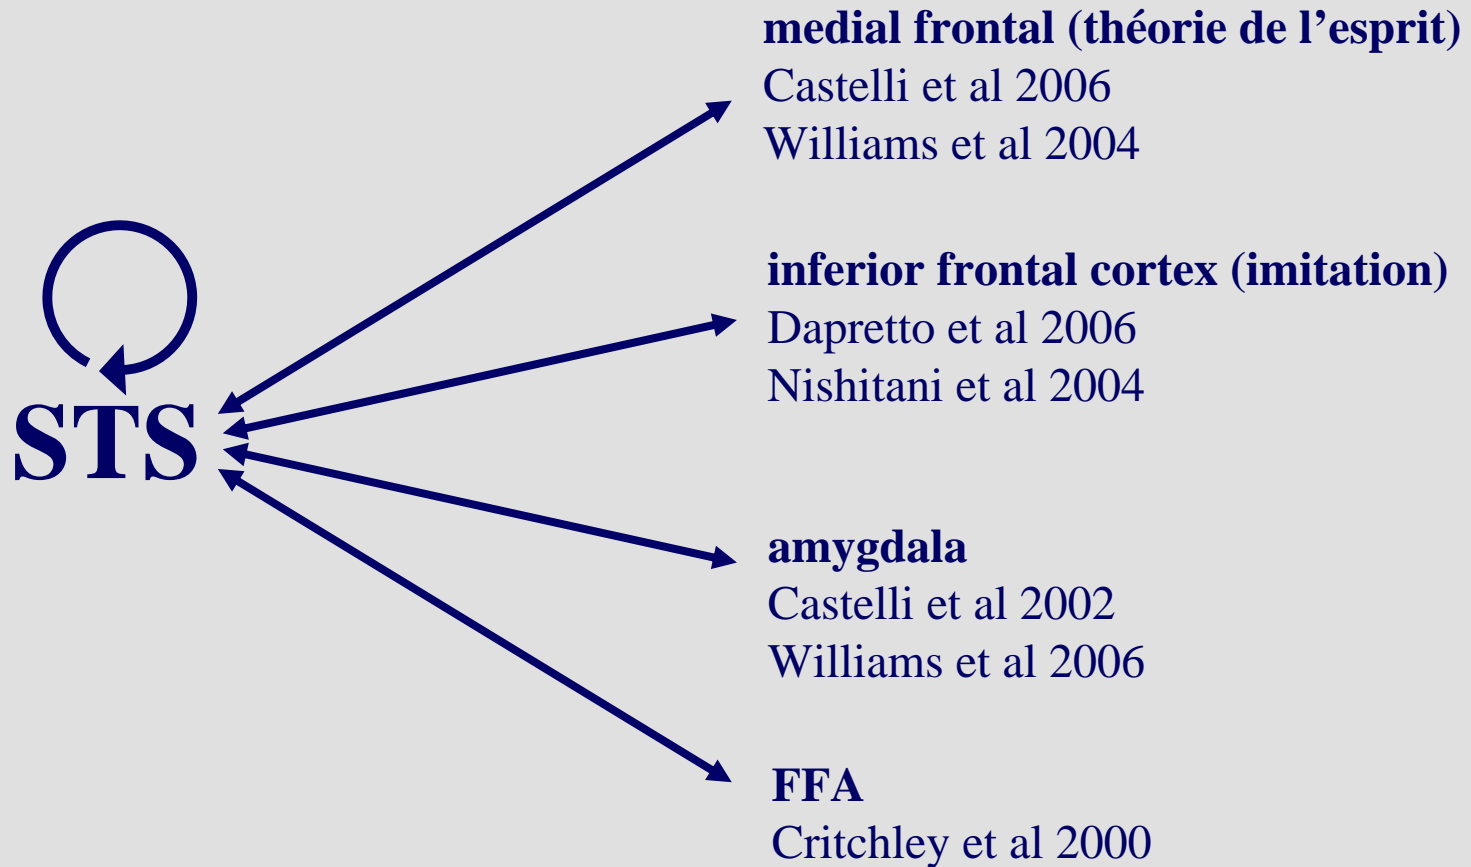 medial frontal (théorie de l’esprit)
Castelli et al 2006
Williams et al 2004
inferior frontal cortex (imitation)
Dapretto et al 2006
Nishitani et al 2004
STS
amygdala
Castelli et al 2002
Williams et al 2006
FFA
Critchley et al 2000